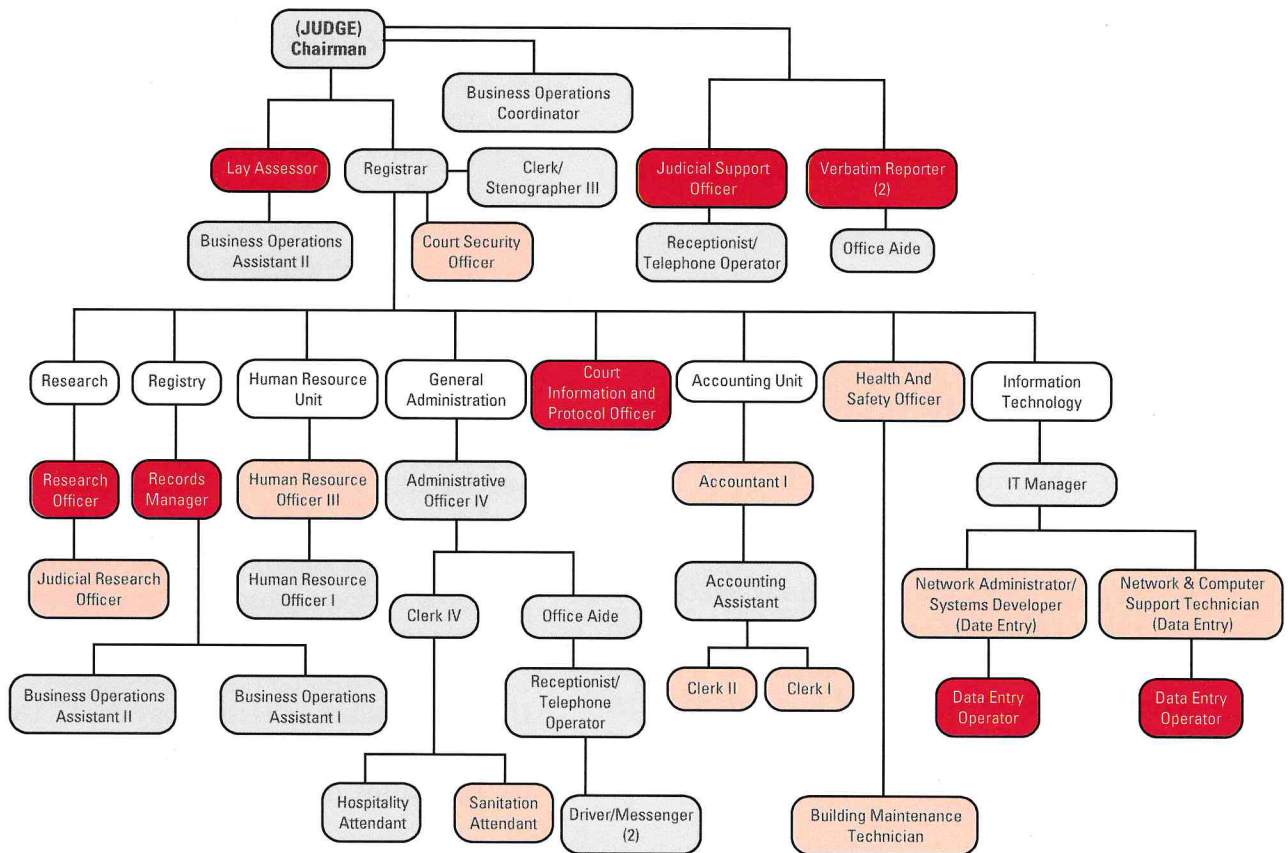 (JUDGE)
Chairman
Business Operations
Coordinator
Lay Assessor
Registrar
Clerk/
Stenographer III
Judicial Support
Officer
Verbatim Reporter
(2)
Business Operations
Assistant II
Court Security
Officer
Receptionist/
Telephone Operator
Office Aide
Research
Registry
Human Resource
Unit
General
Administration
Court
Information and
Protocol Officer
Accounting Unit
Health And
Safety Officer
Information
Technology
Research
Officer
Records
Manager
Human Resource
Officer III
Administrative
Officer IV
Accountant I
IT Manager
Judicial Research
Officer
Human Resource
Officer I
Clerk IV
Office Aide
Accounting
Assistant
Network Administrator/
Systems Developer
(Date Entry)
Network & Computer
Support Technician
(Data Entry)
Business Operations
Assistant II
Business Operations
Assistant I
Receptionist/
Telephone
Operator
Clerk II
Clerk I
Data Entry
Operator
Data Entry
Operator
Hospitality
Attendant
Sanitation
Attendant
Driver/Messenger
(2)
Building Maintenance
Technician